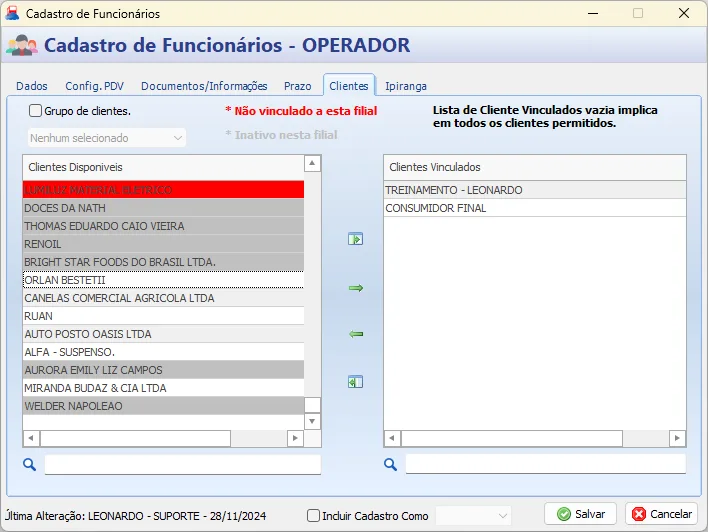 Cadastro de Funcionários
Cadastro de Funcionários - OPERADOR
Dados Config. PDV Documentos/Informações Prazo Clientes Ipiranga
Grupo de clientes.
* Não vinculado a esta filial
Lista de Cliente Vinculados vazia implica
em todos os clientes permitidos.
Nenhum selecionado
* Inativo nesta filial
Clientes Disponiveis
LUMILUZ MATERIAL ELETRICO
DOCES DA NATH
THOMAS EDUARDO CAIO VIEIRA
RENOIL
BRIGHT STAR FOODS DO BRASIL LTDA.
ORLAN BESTETII
CANELAS COMERCIAL AGRICOLA LTDA
RUAN
AUTO POSTO OASIS LTDA
ALFA - SUSPENSO.
AURORA EMILY LIZ CAMPOS
MIRANDA BUDAZ & CIA LTDA
WELDER NAPOLEAO
Clientes Vinculados
TREINAMENTO - LEONARDO
CONSUMIDOR FINAL
Última Alteração: LEONARDO - SUPORTE - 28/11/2024
Incluir Cadastro Como
Salvar
Cancelar